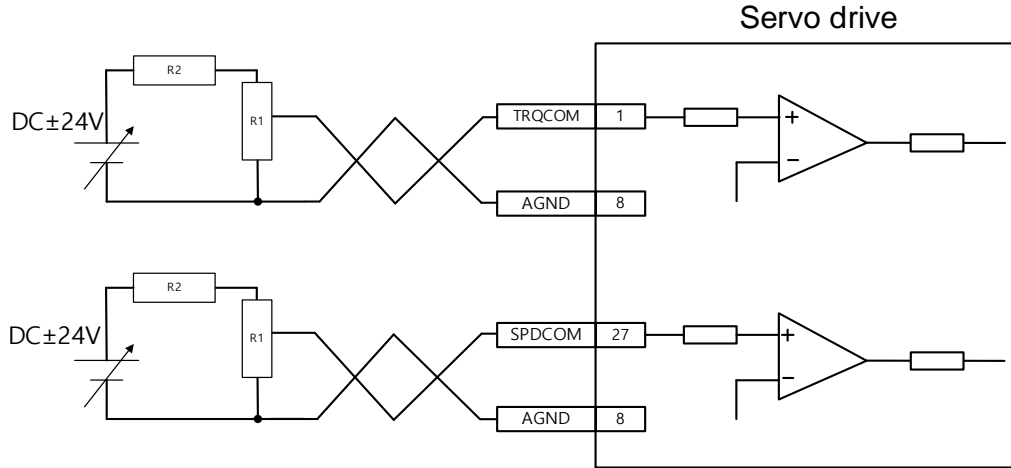 Servo drive
R2
DC±24V
R1
TRQCOM 1
+
−
AGND 8
R2
DC±24V
R1
SPDCOM 27
+
−
AGND 8